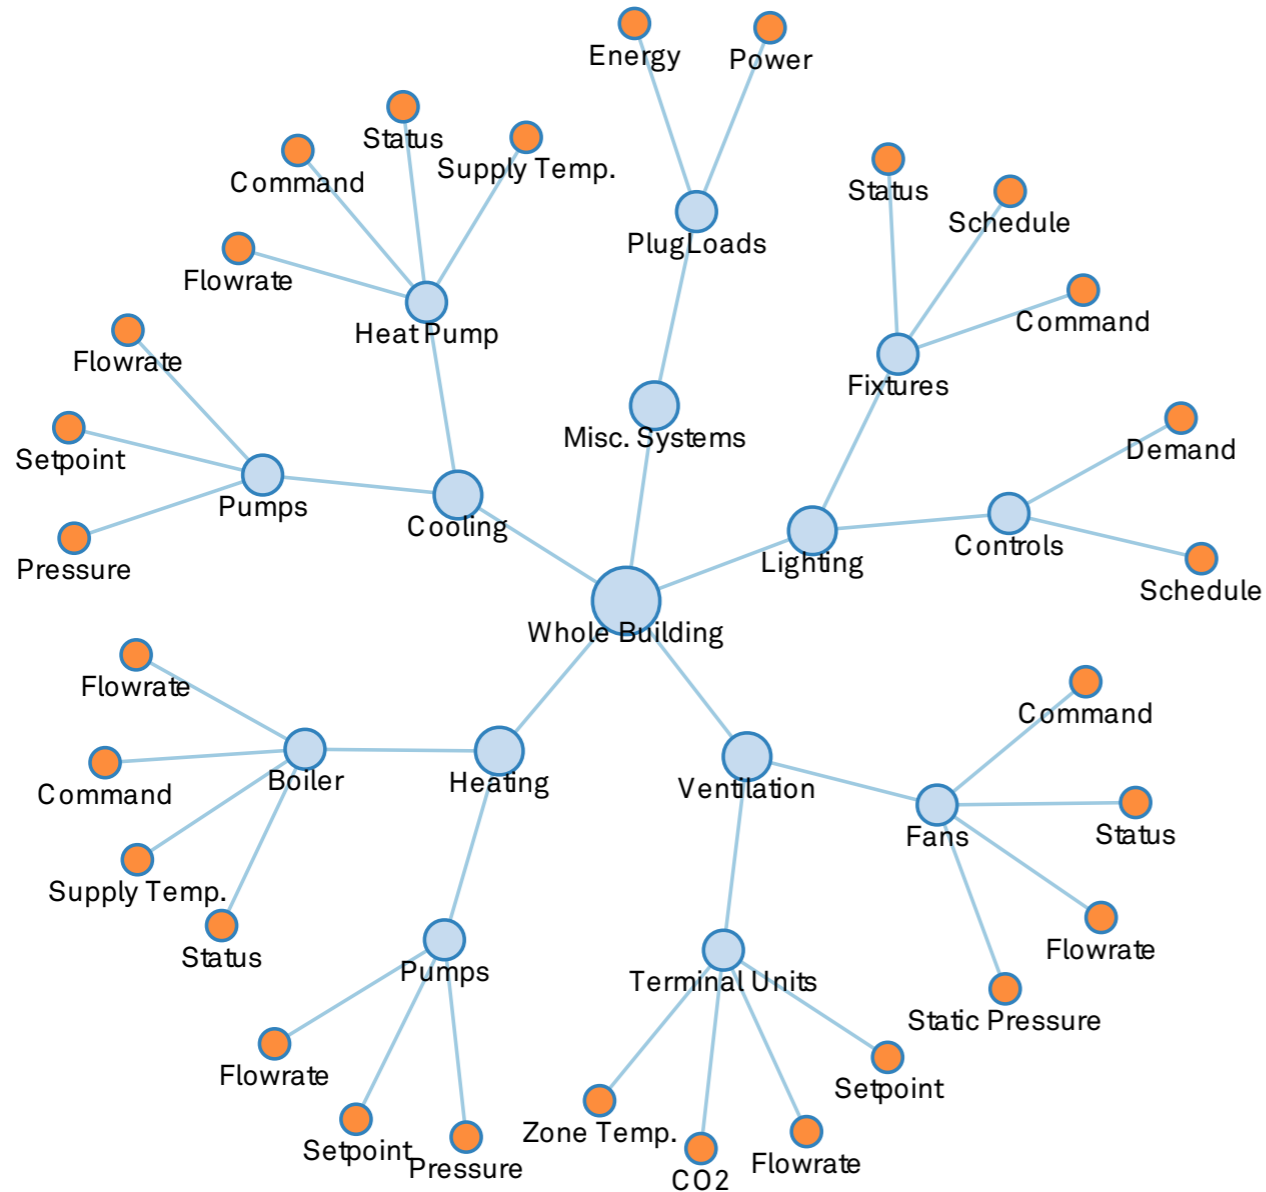 Energy
Power
Status
Supply Temp.
Command
Status
Schedule
PlugLoads
Flowrate
Command
Heat Pump
Flowrate
Fixtures
Misc. Systems
Demand
Setpoint
Pumps
Cooling
Controls
Lighting
Pressure
Schedule
Whole Building
Flowrate
Command
Boiler
Heating
Ventilation
Command
Fans
Status
Supply Temp.
Status
Flowrate
Pumps
Terminal Units
Static Pressure
Flowrate
Setpoint
Zone Temp.
Setpoint
Pressure
Flowrate
CO2